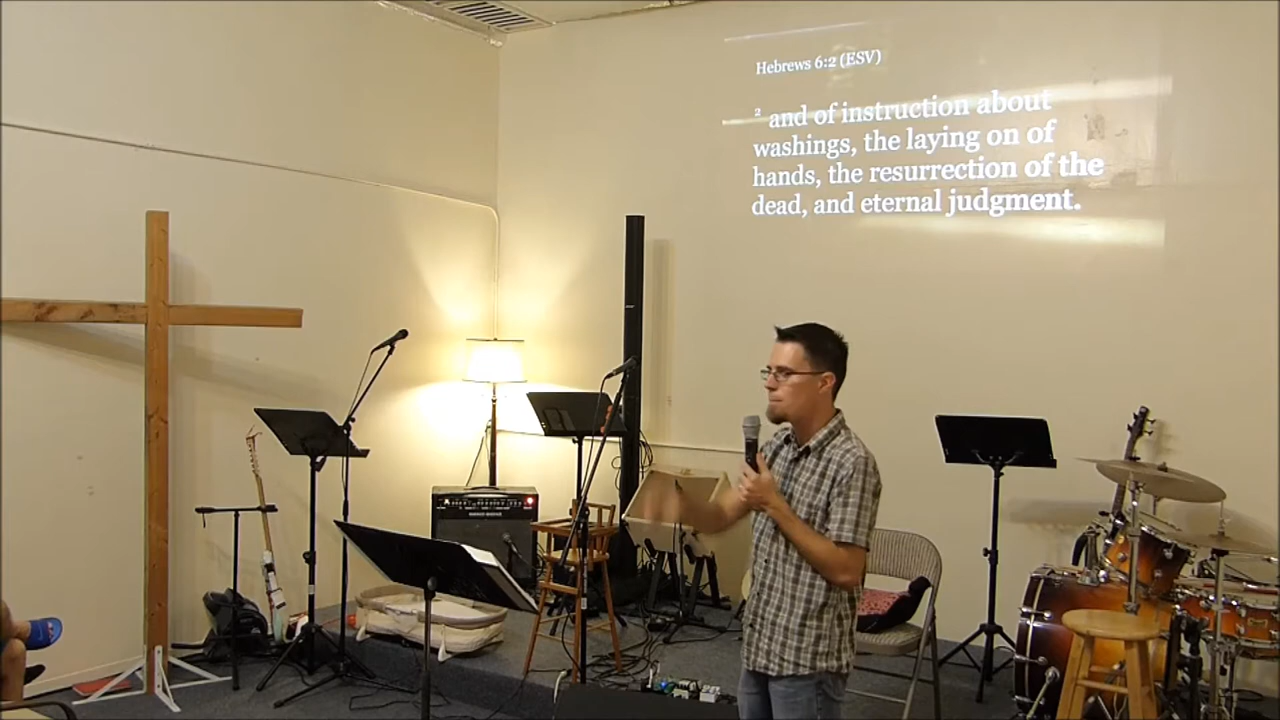 Hebrews 6:2 (ESV)
2 and of instruction about
washings, the laying on of
hands, the resurrection of the
dead, and eternal judgment.